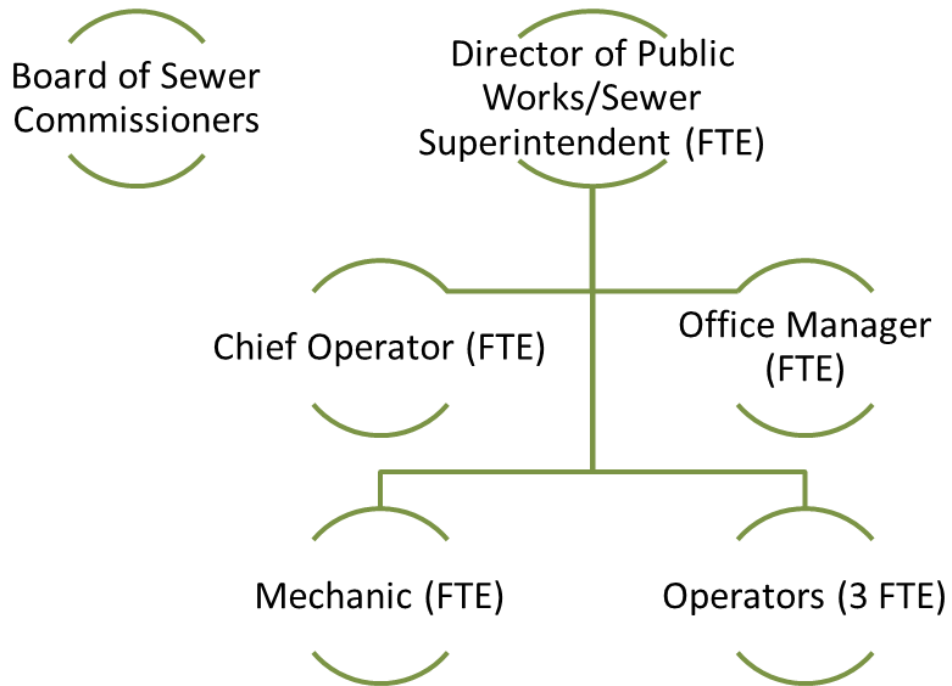 Board of Sewer
Commissioners
Director of Public
Works/Sewer
Superintendent (FTE)
Chief Operator (FTE)
Office Manager
(FTE)
Mechanic (FTE)
Operators (3 FTE)